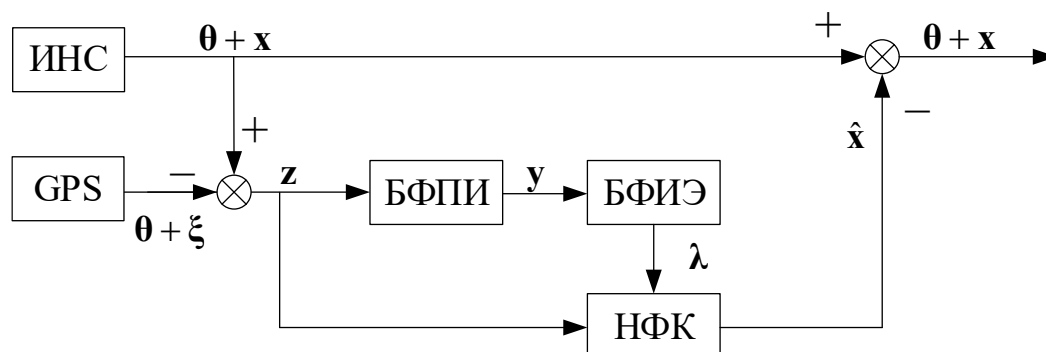 ИНС
θ + x
+
θ + x
+
−
x̂
GPS
−
θ + ξ
z
БФПИ
y
БФИЭ
λ
НФК